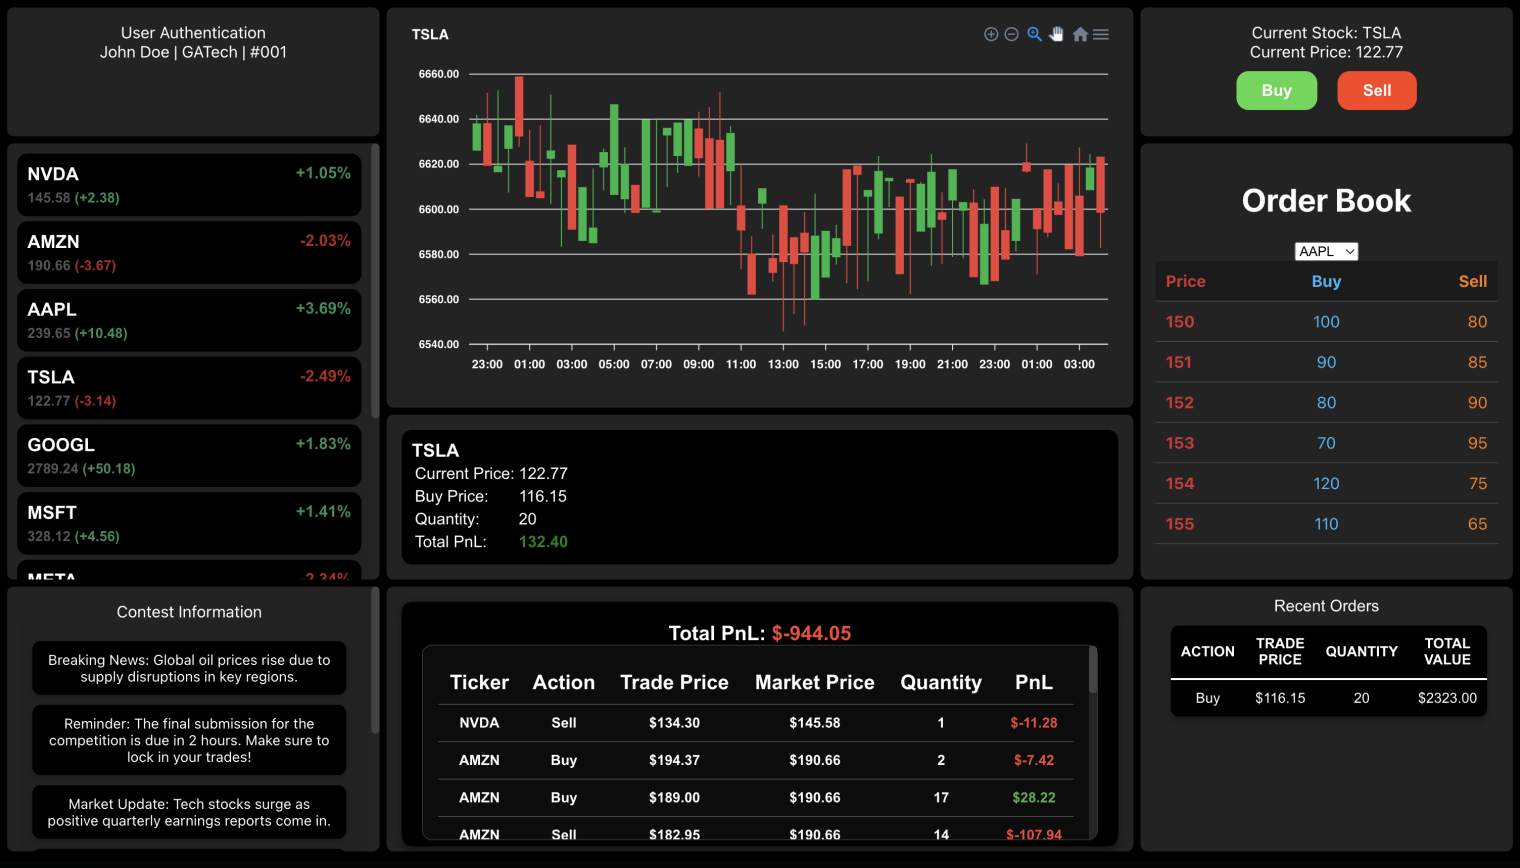 User Authentication
John Doe | GATech | #001
NVDA +1.05%
145.58 (+2.38)
AMZN -2.03%
190.66 (-3.67)
AAPL +3.69%
239.65 (+10.48)
TSLA -2.49%
122.77 (-3.14)
GOOGL +1.83%
2789.24 (+50.18)
MSFT +1.41%
328.12 (+4.56)
META -2.34%
Contest Information
Breaking News: Global oil prices rise due to
supply disruptions in key regions.
Reminder: The final submission for the
competition is due in 2 hours. Make sure to
lock in your trades!
Market Update: Tech stocks surge as
positive quarterly earnings reports come in.
TSLA
6660.00
6640.00
6620.00
6600.00
6580.00
6560.00
6540.00
23:00 01:00 03:00 05:00 07:00 09:00 11:00 13:00 15:00 17:00 19:00 21:00 23:00 01:00 03:00
TSLA
Current Price: 122.77
Buy Price: 116.15
Quantity: 20
Total PnL: 132.40
Total PnL: $-944.05
Ticker Action Trade Price Market Price Quantity PnL
NVDA Sell $134.30 $145.58 1 $-11.28
AMZN Buy $194.37 $190.66 2 $-7.42
AMZN Buy $189.00 $190.66 17 $28.22
AMZN Sell $182.95 $190.66 14 $-107.94
Current Stock: TSLA
Current Price: 122.77
Buy Sell
Order Book
AAPL
Price Buy Sell
150 100 80
151 90 85
152 80 90
153 70 95
154 120 75
155 110 65
Recent Orders
ACTION TRADE PRICE QUANTITY TOTAL VALUE
Buy $116.15 20 $2323.00